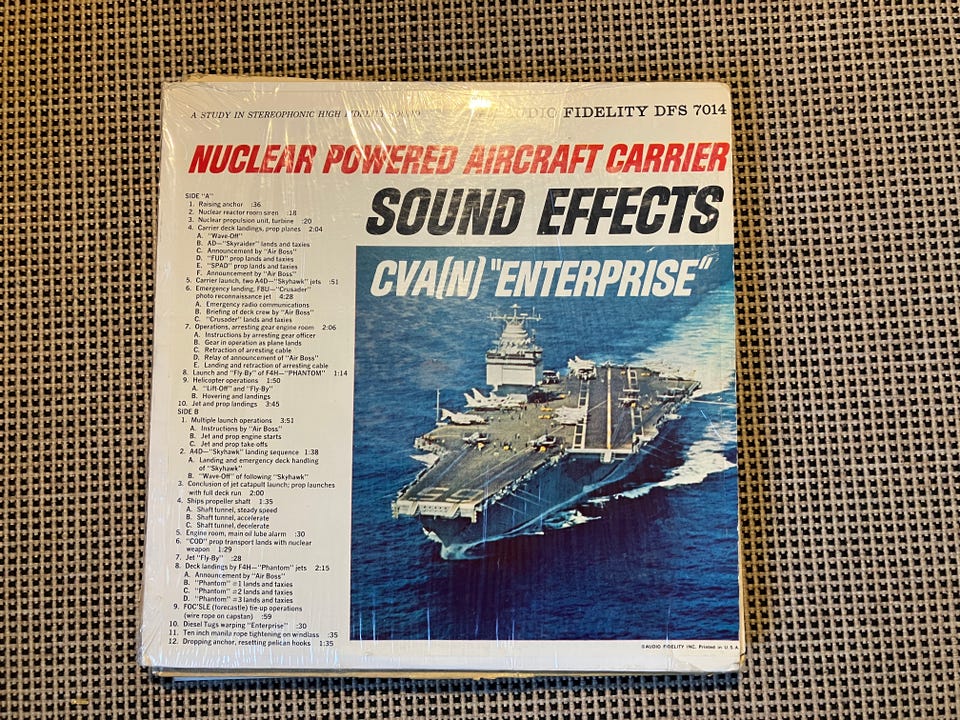 A STUDY IN STEREOPHONIC HIGH FIDELITY SOUND
AUDIO FIDELITY DFS 7014
NUCLEAR POWERED AIRCRAFT CARRIER
SOUND EFFECTS
CVA(N) "ENTERPRISE"
SIDE "A"
1. Raising anchor :36
2. Nuclear reactor room siren :18
3. Nuclear propulsion unit, turbine :20
4. Carrier deck landings, prop planes 2:04
A. "Wave-Off"
B. AD—"Skyraider" lands and taxies
C. Announcement by "Air Boss"
D. "FUD" prop lands and taxies
E. "SPAD" prop lands and taxies
F. Announcement by "Air Boss"
5. Carrier launch, two A4D—"Skyhawk" jets :51
6. Emergency landing, F8U—"Crusader"
photo reconnaissance jet 4:28
A. Emergency radio communications
B. Briefing of deck crew by "Air Boss"
C. "Crusader" lands and taxies
7. Operations, arresting gear engine room 2:06
A. Instructions by arresting gear officer
B. Gear in operation as plane lands
C. Retraction of arresting cable
D. Relay of announcement of "Air Boss"
E. Landing and retraction of arresting cable
8. Launch and "Fly-By" of F4H—"PHANTOM" 1:14
9. Helicopter operations 1:50
A. "Lift-Off" and "Fly-By"
B. Hovering and landings
10. Jet and prop landings 3:45
SIDE B
1. Multiple launch operations 3:51
A. Instructions by "Air Boss"
B. Jet and prop engine starts
C. Jet and prop take-offs
2. A4D—"Skyhawk" landing sequence 1:38
A. Landing and emergency deck handling
of "Skyhawk"
B. "Wave-Off" of following "Skyhawk"
3. Conclusion of jet catapult launch; prop launches
with full deck run 2:00
4. Ships propeller shaft 1:35
A. Shaft tunnel, steady speed
B. Shaft tunnel, accelerate
C. Shaft tunnel, decelerate
5. Engine room, main oil lube alarm :30
6. "COD" prop transport lands with nuclear
weapon 1:29
7. Jet "Fly-By" :28
8. Deck landings by F4H—"Phantom" jets 2:15
A. Announcement by "Air Boss"
B. "Phantom" #1 lands and taxies
C. "Phantom" #2 lands and taxies
D. "Phantom" #3 lands and taxies
9. FOC'SLE (forecastle) tie-up operations
(wire rope on capstan) :59
10. Diesel Tugs warping "Enterprise" :30
11. Ten inch manila rope tightening on windlass :35
12. Dropping anchor, resetting pelican hooks 1:35
©AUDIO FIDELITY INC. Printed in U.S.A.